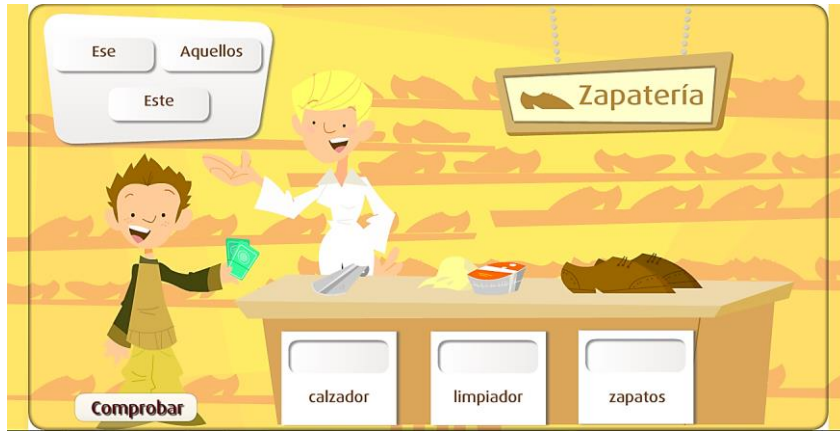 Ese
Aquellos
Este
Zapatería
calzador
limpiador
zapatos
Comprobar